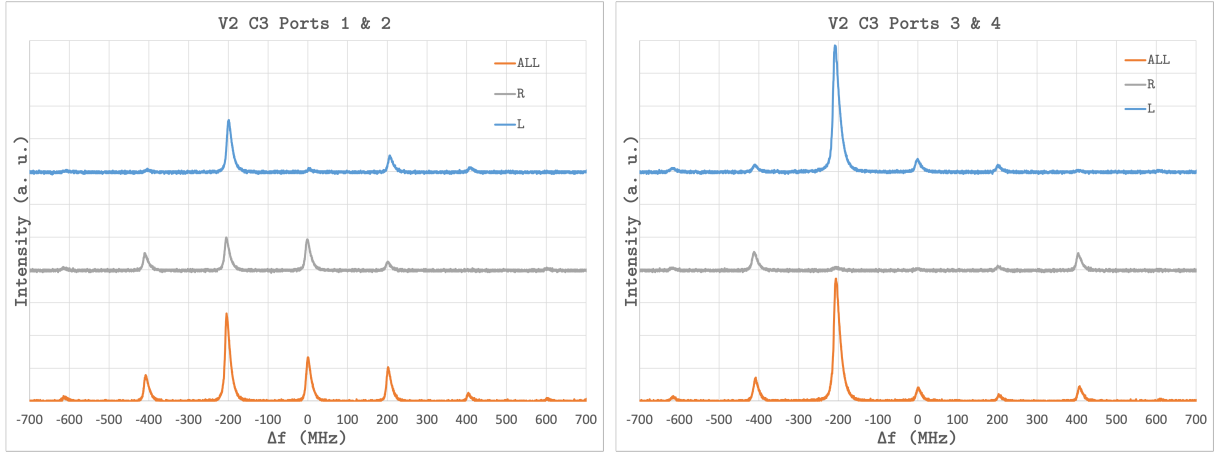 V2 C3 Ports 1 & 2
ALL
R
L
Intensity (a. u.)
-700 -600 -500 -400 -300 -200 -100 0 100 200 300 400 500 600 700
Δf (MHz)
V2 C3 Ports 3 & 4
ALL
R
L
Intensity (a. u.)
-700 -600 -500 -400 -300 -200 -100 0 100 200 300 400 500 600 700
Δf (MHz)